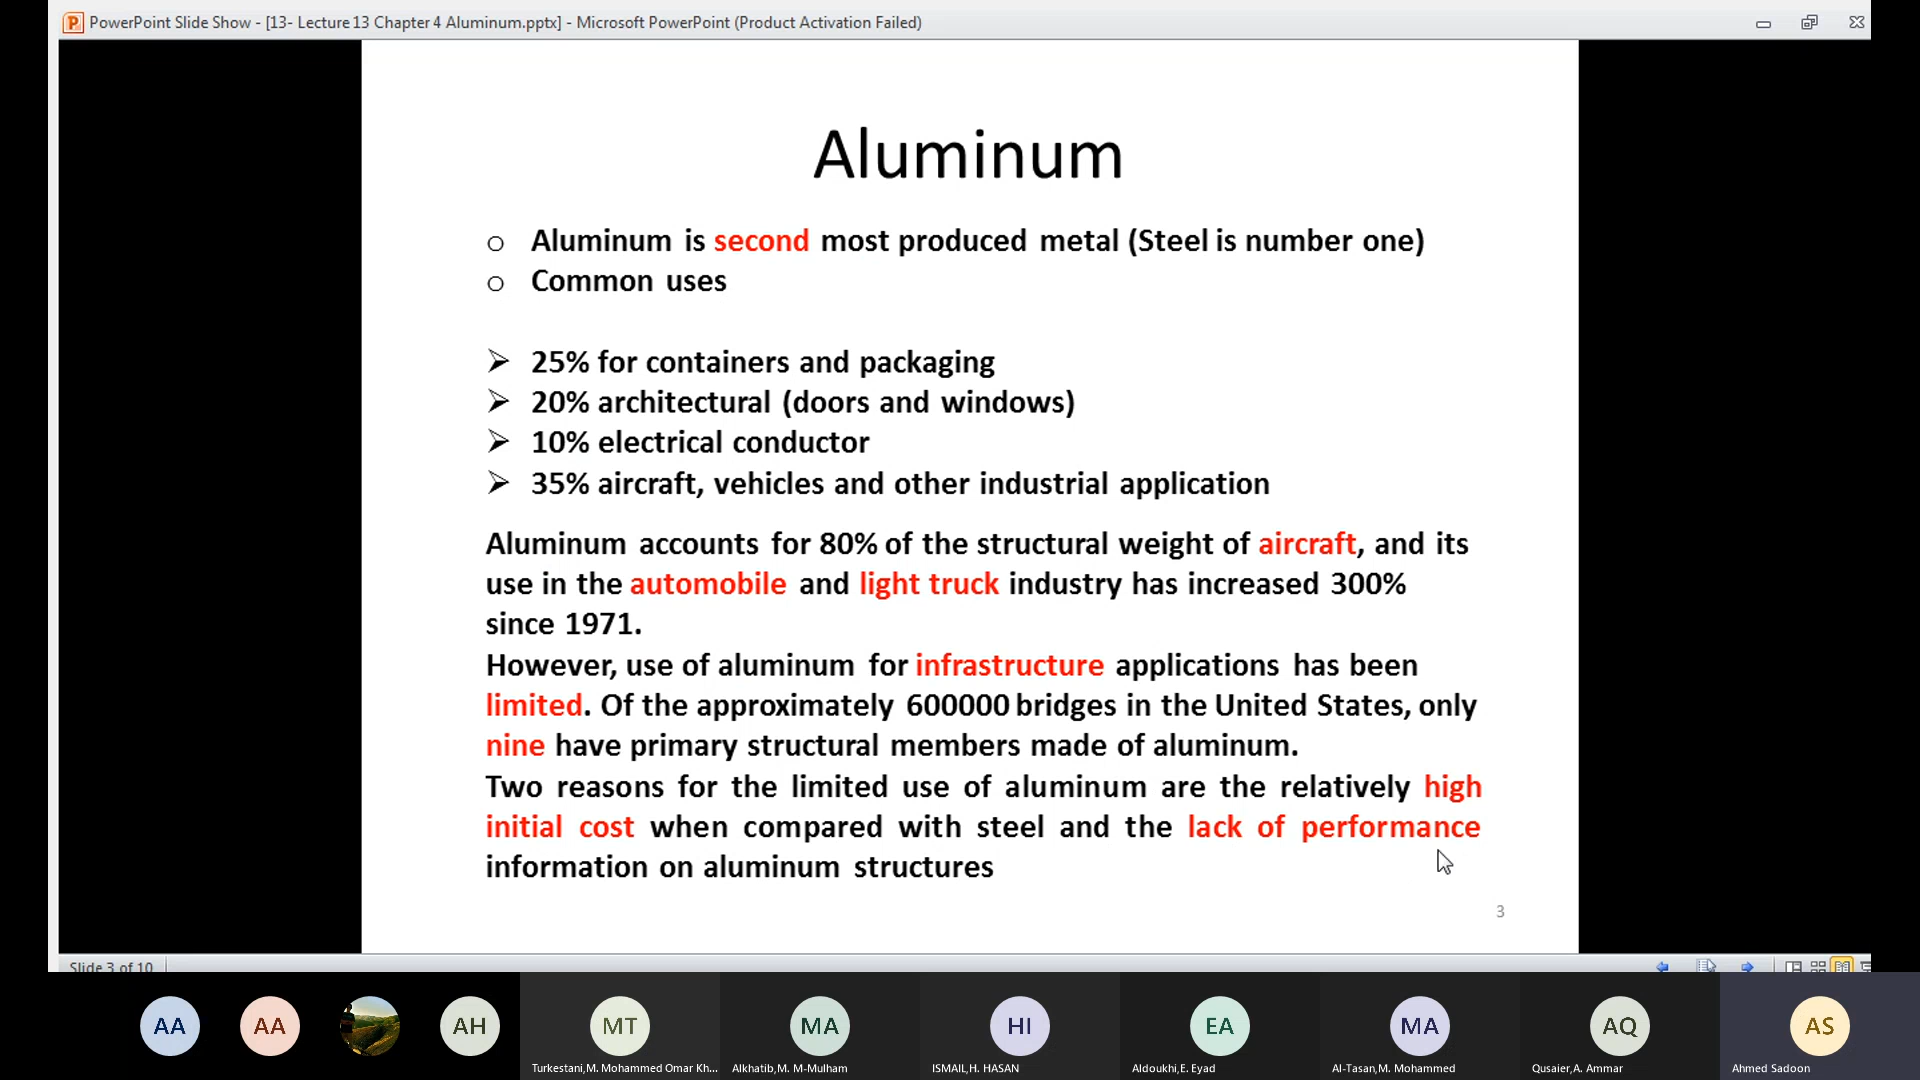 PowerPoint Slide Show - [13- Lecture 13 Chapter 4 Aluminum.pptx] - Microsoft PowerPoint (Product Activation Failed)
Aluminum
o Aluminum is second most produced metal (Steel is number one)
o Common uses
➢ 25% for containers and packaging
➢ 20% architectural (doors and windows)
➢ 10% electrical conductor
➢ 35% aircraft, vehicles and other industrial application
Aluminum accounts for 80% of the structural weight of aircraft, and its
use in the automobile and light truck industry has increased 300%
since 1971.
However, use of aluminum for infrastructure applications has been
limited. Of the approximately 600000 bridges in the United States, only
nine have primary structural members made of aluminum.
Two reasons for the limited use of aluminum are the relatively high
initial cost when compared with steel and the lack of performance
information on aluminum structures
3
Slide 3 of 10
AA AA AH MT MA HI EA MA AQ AS
Turkestani,M. Mohammed Omar Kh... Alkhatib,M. M-Mulham ISMAIL,H. HASAN Aldoukhi,E. Eyad Al-Tasan,M. Mohammed Qusaier,A. Ammar Ahmed Sadoon